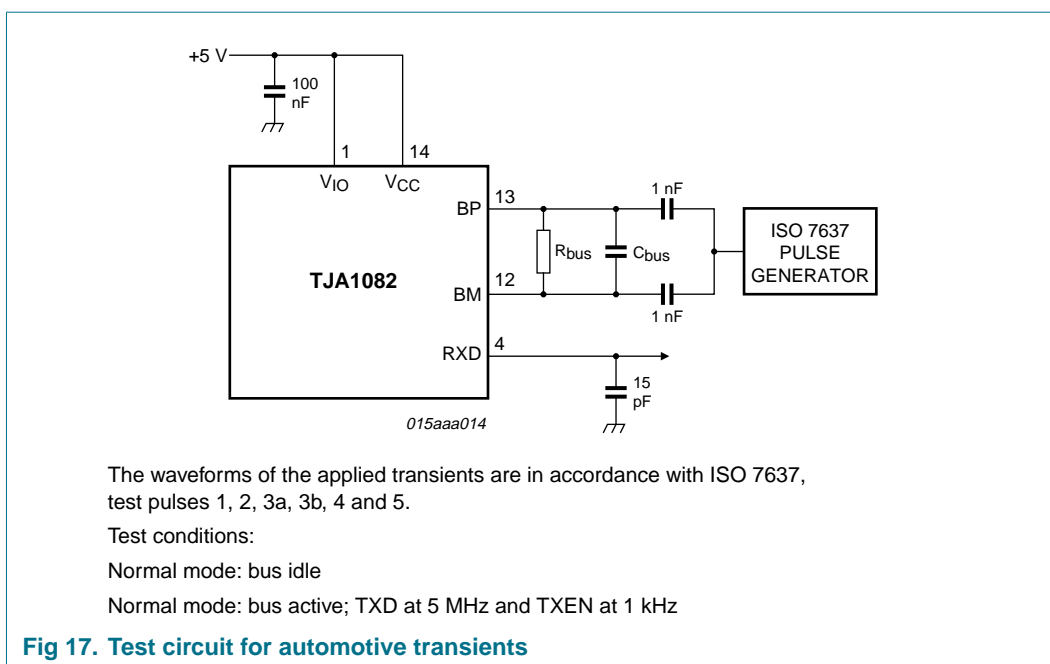 +5 V
100
nF
1
14
VIO
VCC
BP
13
1 nF
Rbus
Cbus
ISO 7637
PULSE
GENERATOR
TJA1082
BM
12
1 nF
RXD
4
15
pF
015aaa014
The waveforms of the applied transients are in accordance with ISO 7637,
test pulses 1, 2, 3a, 3b, 4 and 5.
Test conditions:
Normal mode: bus idle
Normal mode: bus active; TXD at 5 MHz and TXEN at 1 kHz
Fig 17. Test circuit for automotive transients